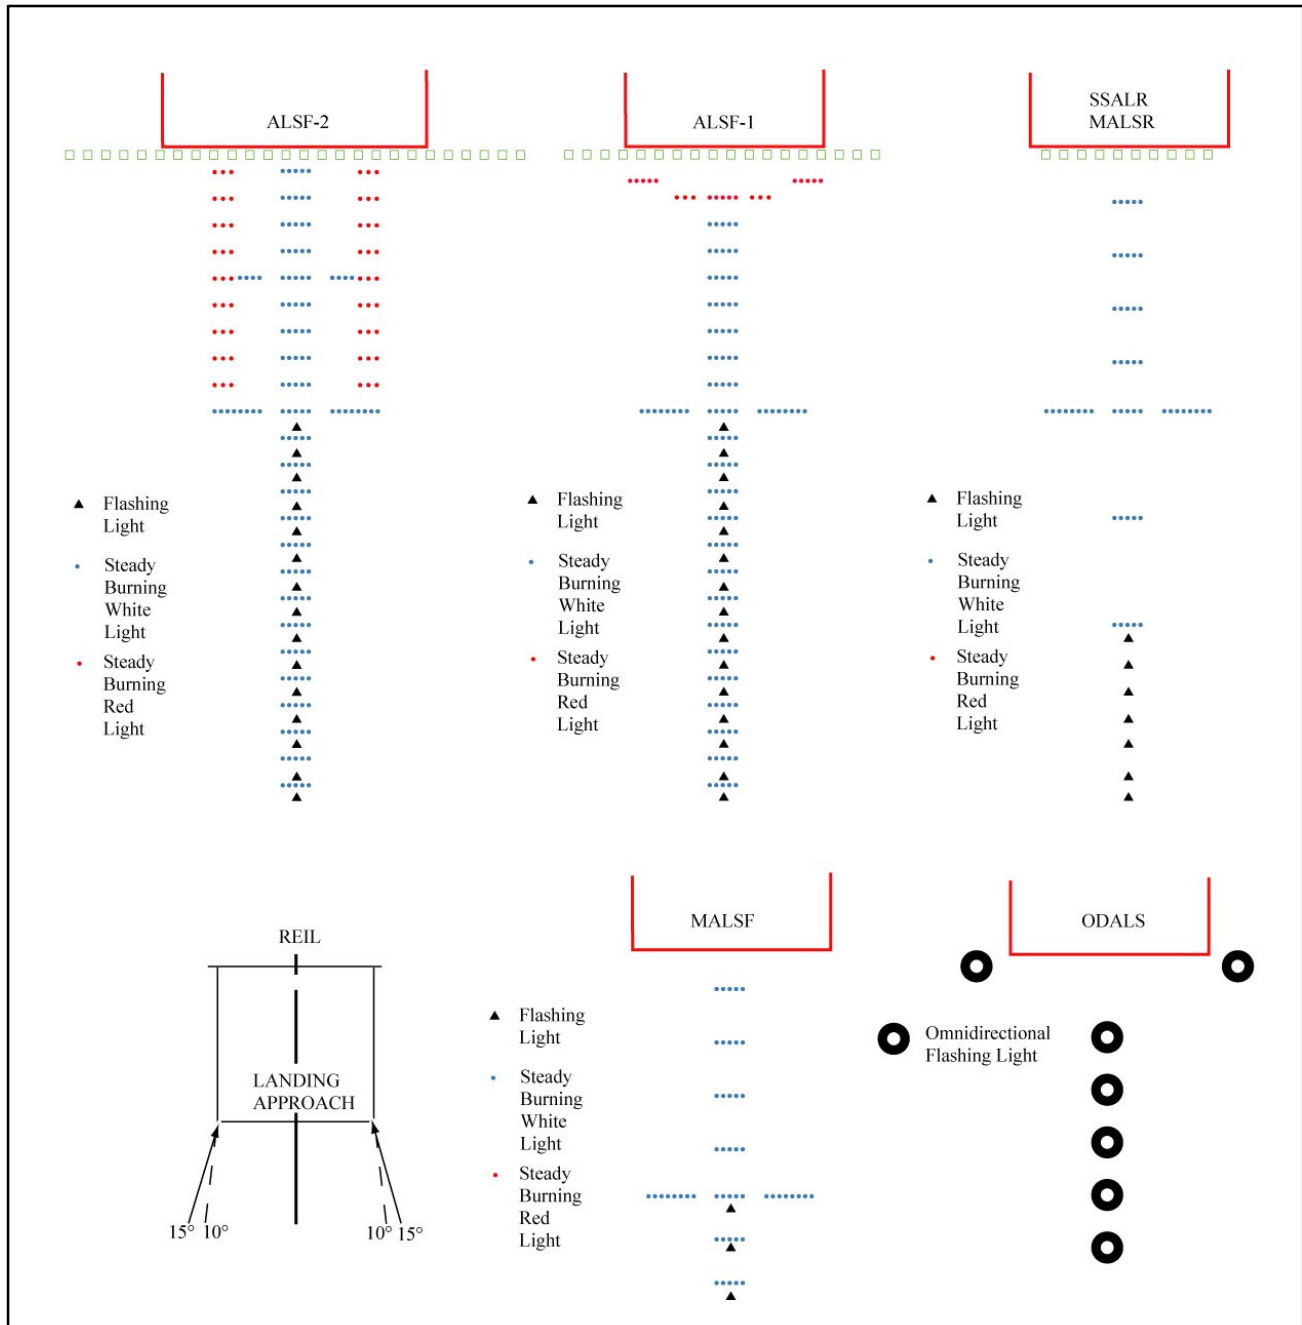 ALSF-2
Flashing
Light
Steady
Burning
White
Light
Steady
Burning
Red
Light
ALSF-1
Flashing
Light
Steady
Burning
White
Light
Steady
Burning
Red
Light
SSALR
MALSR
Flashing
Light
Steady
Burning
White
Light
Steady
Burning
Red
Light
REIL
LANDING
APPROACH
15° 10°
10° 15°
MALSF
Flashing
Light
Steady
Burning
White
Light
Steady
Burning
Red
Light
ODALS
Omnidirectional
Flashing Light